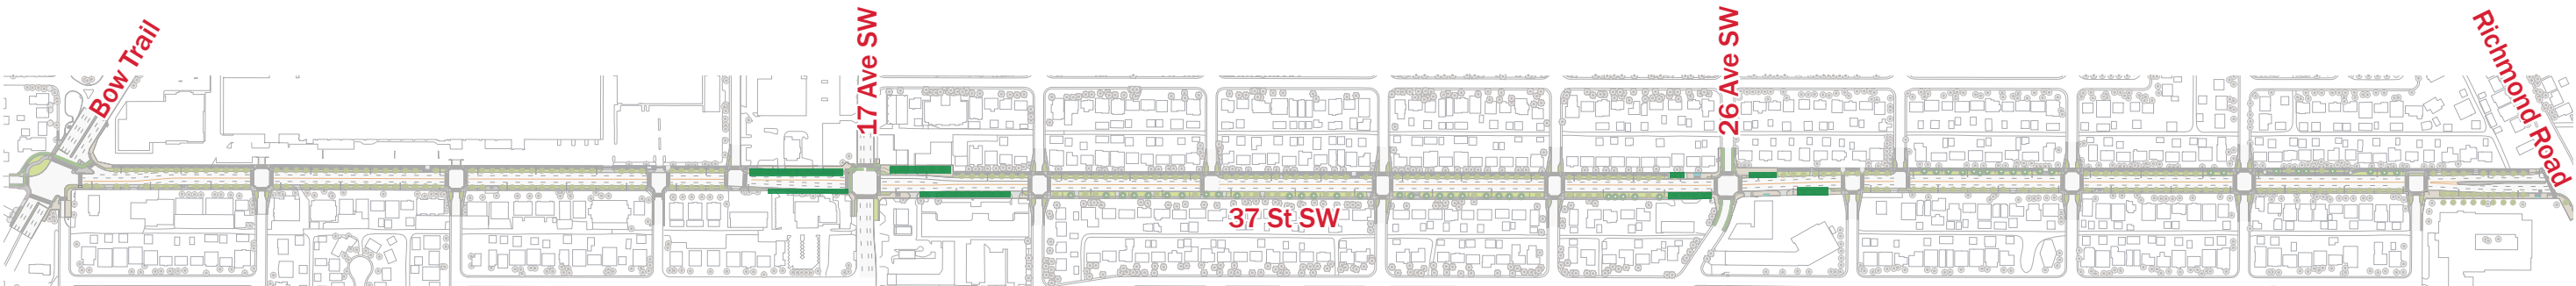 Bow Trail
17 Ave SW
37 St SW
26 Ave SW
Richmond Road